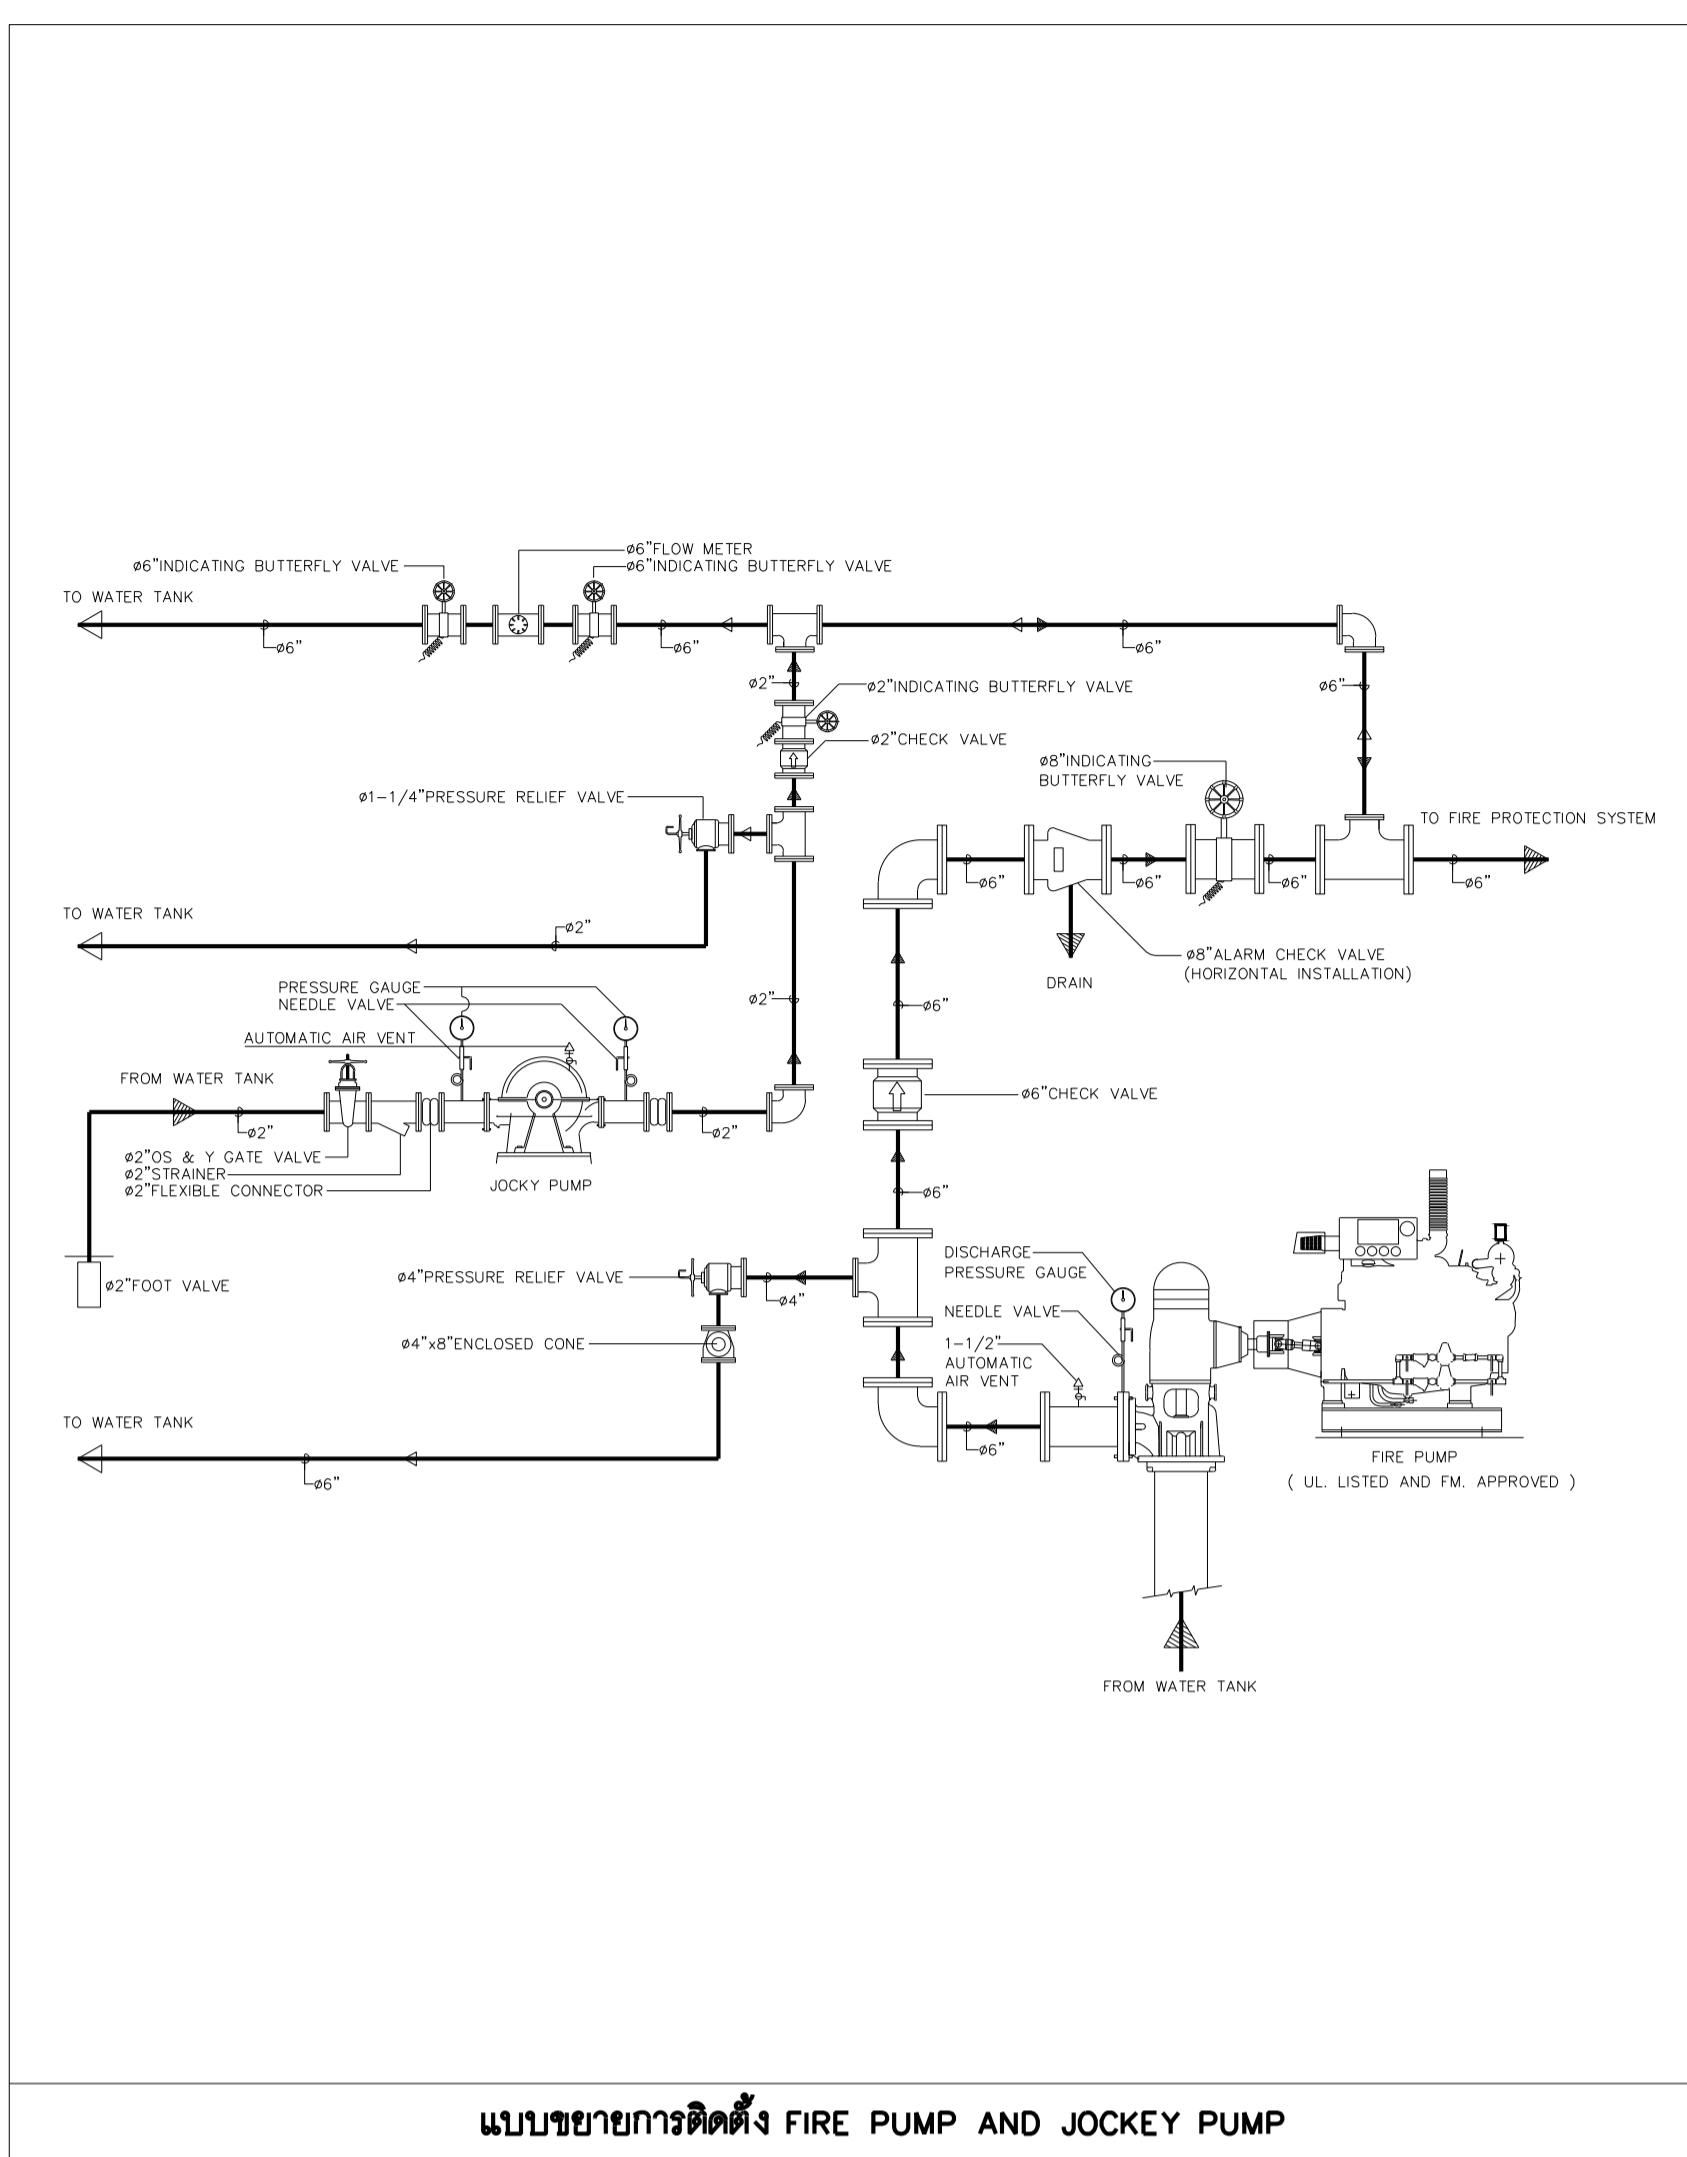 ø6"FLOW METER
ø6"INDICATING BUTTERFLY VALVE
ø6"INDICATING BUTTERFLY VALVE
TO WATER TANK
ø6"
ø6"
ø6"
ø2"
ø2"INDICATING BUTTERFLY VALVE
ø6"
ø2"CHECK VALVE
ø8"INDICATING
BUTTERFLY VALVE
ø1-1/4"PRESSURE RELIEF VALVE
TO FIRE PROTECTION SYSTEM
ø6"
ø6"
ø6"
ø6"
TO WATER TANK
ø2"
ø8"ALARM CHECK VALVE
(HORIZONTAL INSTALLATION)
DRAIN
PRESSURE GAUGE
NEEDLE VALVE
ø2"
ø6"
AUTOMATIC AIR VENT
FROM WATER TANK
ø6"CHECK VALVE
ø2"
ø2"
ø2"OS & Y GATE VALVE
ø2"STRAINER
ø2"FLEXIBLE CONNECTOR
JOCKY PUMP
ø6"
DISCHARGE
PRESSURE GAUGE
ø4"PRESSURE RELIEF VALVE
ø2"FOOT VALVE
ø4"
NEEDLE VALVE
ø4"x8"ENCLOSED CONE
1-1/2"
AUTOMATIC
AIR VENT
TO WATER TANK
ø6"
ø6"
FIRE PUMP
( UL. LISTED AND FM. APPROVED )
FROM WATER TANK
แบบขยายการติดตั้ง FIRE PUMP AND JOCKEY PUMP